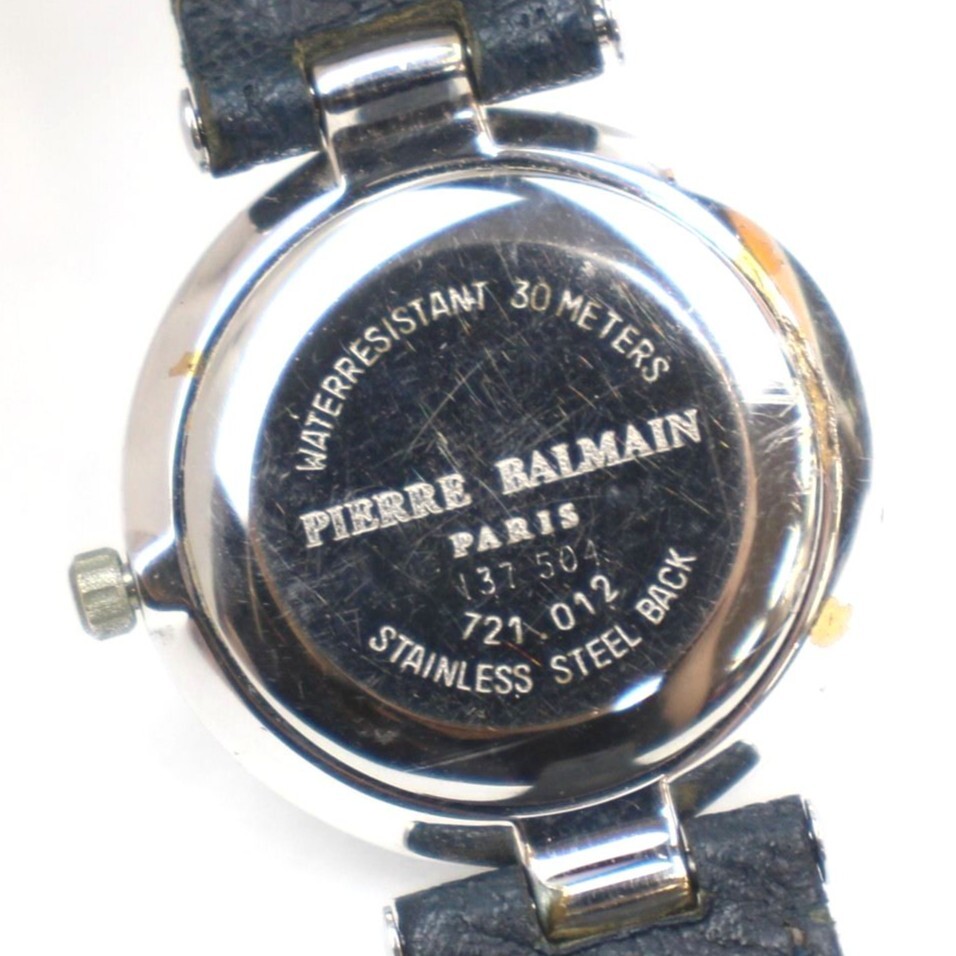 WATERRESISTANT 30 METERS
PIERRE BALMAIN
PARIS
137 504
721.012
STAINLESS STEEL BACK